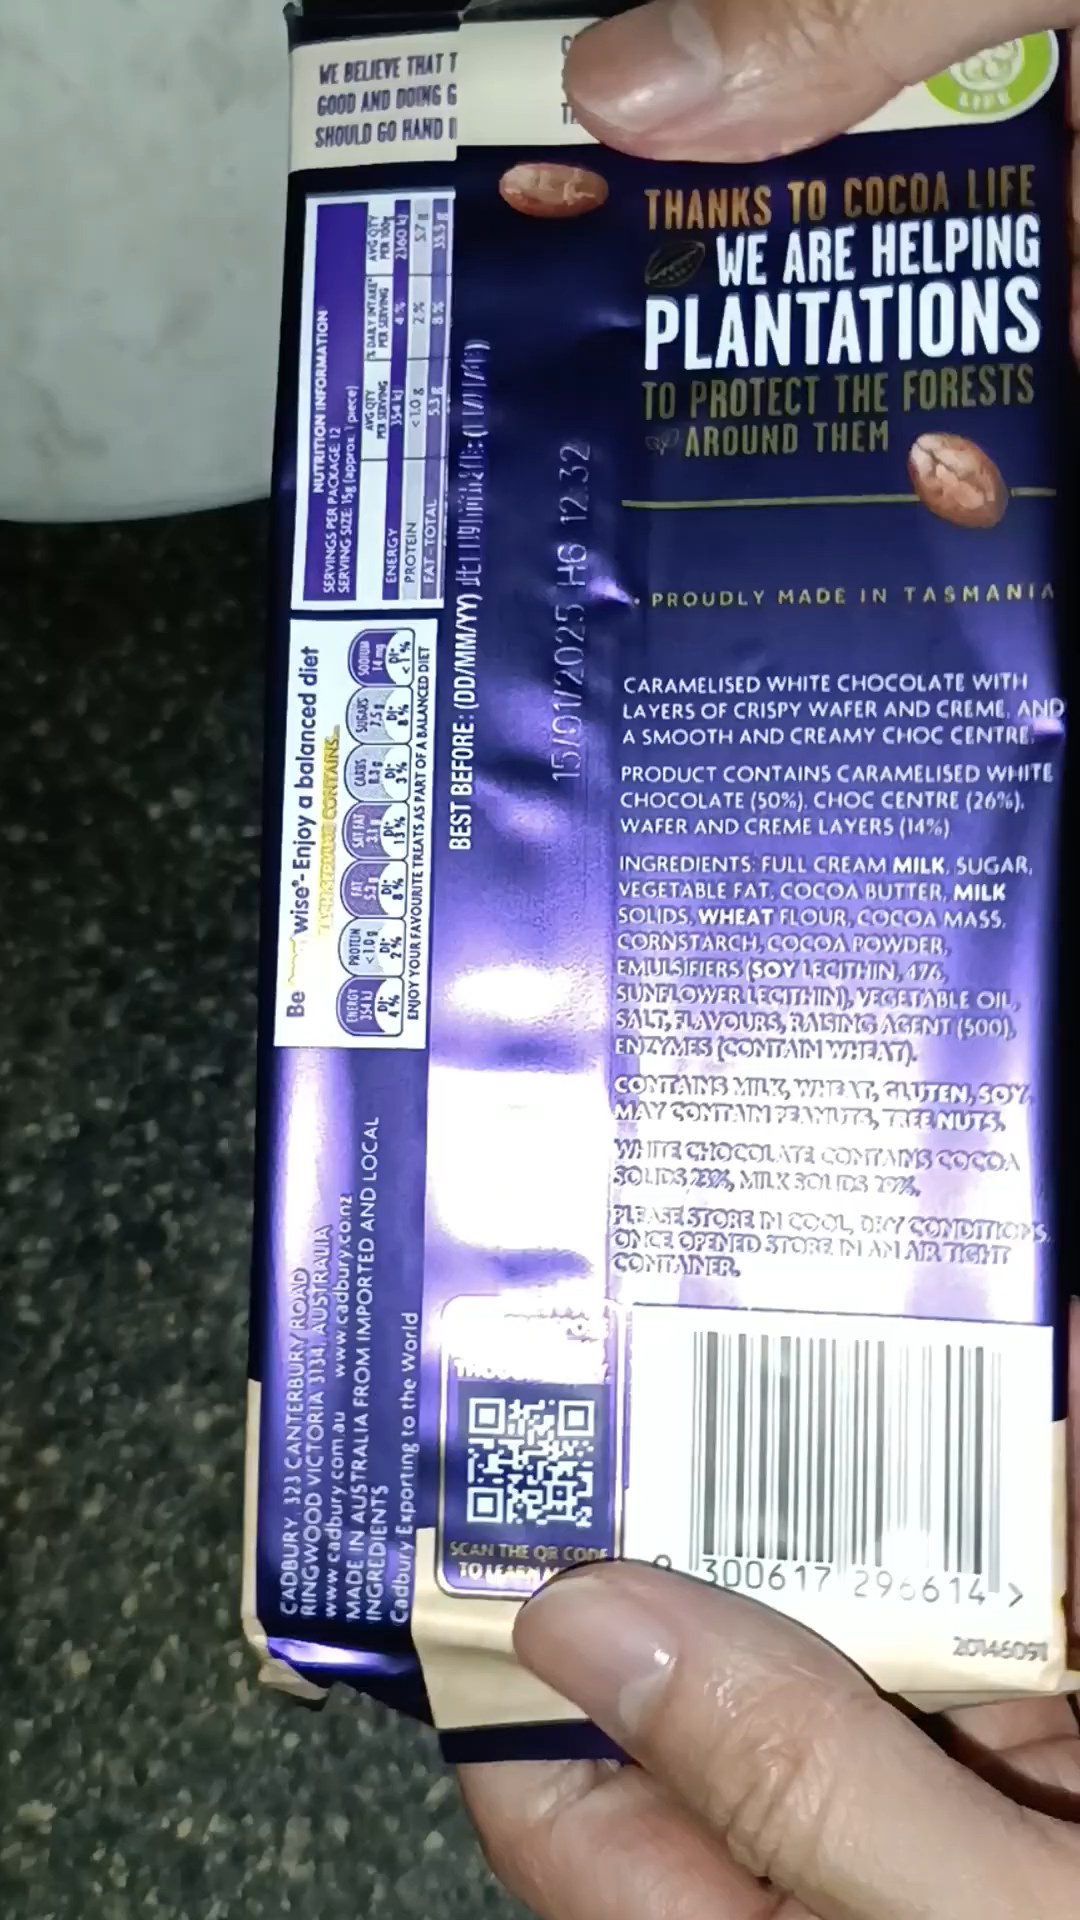 WE BELIEVE THAT T
GOOD AND DOING G
SHOULD GO HAND I
LIFE
THANKS TO COCOA LIFE
WE ARE HELPING
PLANTATIONS
TO PROTECT THE FORESTS
AROUND THEM
PROUDLY MADE IN TASMANIA
CARAMELISED WHITE CHOCOLATE WITH
LAYERS OF CRISPY WAFER AND CREME, AND
A SMOOTH AND CREAMY CHOC CENTRE.
PRODUCT CONTAINS CARAMELISED WHITE
CHOCOLATE (50%), CHOC CENTRE (26%),
WAFER AND CREME LAYERS (14%).
INGREDIENTS: FULL CREAM MILK, SUGAR,
VEGETABLE FAT, COCOA BUTTER, MILK
SOLIDS, WHEAT FLOUR, COCOA MASS,
CORNSTARCH, COCOA POWDER,
EMULSIFIERS (SOY LECITHIN, 476,
SUNFLOWER LECITHIN), VEGETABLE OIL,
SALT, FLAVOURS, RAISING AGENT (500),
ENZYMES (CONTAIN WHEAT).
CONTAINS MILK, WHEAT, GLUTEN, SOY.
MAY CONTAIN PEANUTS, TREE NUTS.
WHITE CHOCOLATE CONTAINS COCOA
SOLIDS 23%, MILK SOLIDS 29%.
PLEASE STORE IN COOL, DRY CONDITIONS.
ONCE OPENED STORE IN AN AIR TIGHT
CONTAINER.
300617 296614 >
20146091
NUTRITION INFORMATION
SERVINGS PER PACKAGE: 12
SERVING SIZE: 15g (approx. 1 piece)
AVG QTY PER SERVING % DAILY INTAKE* PER SERVING AVG QTY PER 100g
ENERGY 354 kJ 4 % 2360 kJ
PROTEIN <1.0 g 2 % 5.7 g
FAT-TOTAL 5.3 g 8 % 35.5 g
Be wise® - Enjoy a balanced diet
EACH SERVING CONTAINS...
ENERGY 354 kJ DI* 4 %
PROTEIN <1.0 g DI* 2 %
FAT 5.3 g DI* 8 %
SAT FAT 3.1 g DI* 13 %
CARBS 8.3 g DI* 3 %
SUGARS 7.5 g DI* 8 %
SODIUM 14 mg DI* <1 %
ENJOY YOUR FAVOURITE TREATS AS PART OF A BALANCED DIET
BEST BEFORE: (DD/MM/YY)
15/01/2025 H6 12.32
CADBURY, 323 CANTERBURY ROAD
RINGWOOD VICTORIA 3134, AUSTRALIA
www.cadbury.com.au www.cadbury.co.nz
MADE IN AUSTRALIA FROM IMPORTED AND LOCAL
INGREDIENTS
Cadbury Exporting to the World
SCAN THE QR CODE
TO LEARN